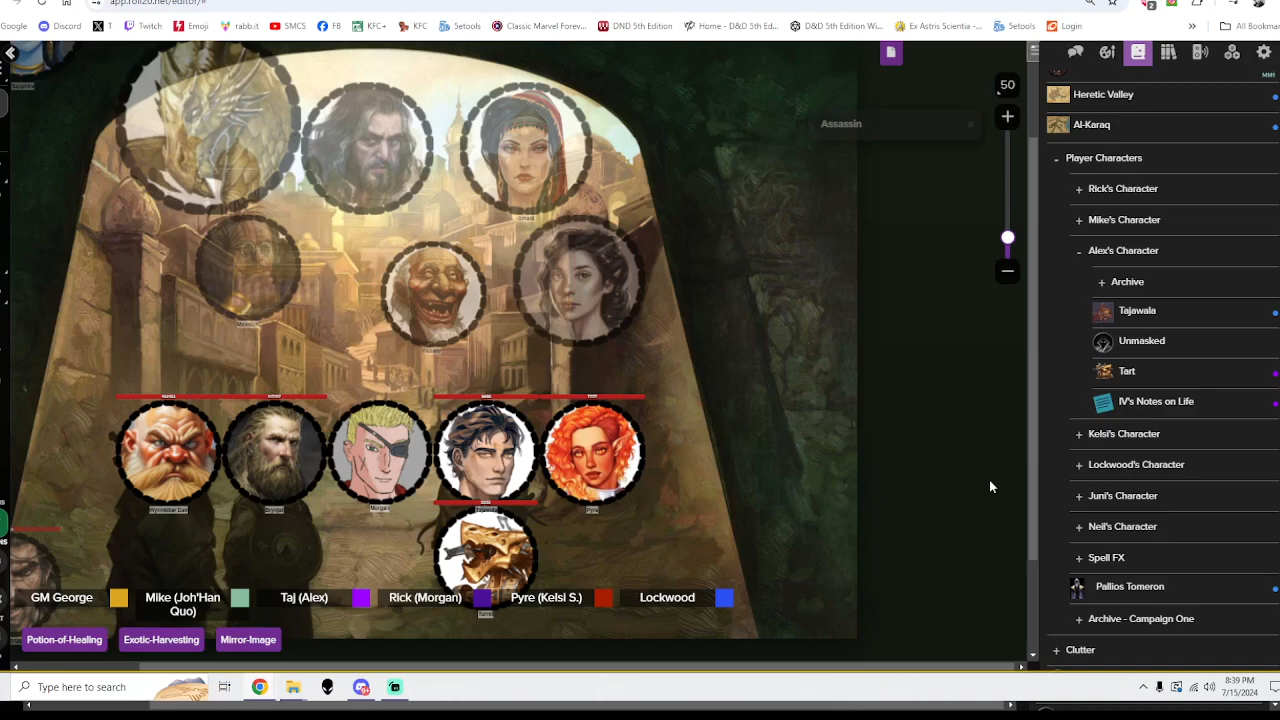 app.roll20.net/editor/#
Google Discord T Twitch Emoji rabb.it SMCS FB KFC+ KFC 5etools Classic Marvel Forev... DND 5th Edition Home - D&D 5th Ed... D&D 5th Edition Wi... Ex Astris Scientia -... 5etools Login » All Bookmar
50
Assassin
Heretic Valley
Al-Karaq
Player Characters
Rick's Character
Mike's Character
Alex's Character
Archive
Tajawala
Unmasked
Tart
IV's Notes on Life
Kelsi's Character
Lockwood's Character
Juni's Character
Neil's Character
Spell FX
Pallios Tomeron
Archive - Campaign One
Clutter
Morgan
Pyre
GM George
Mike (Joh'Han Quo)
Taj (Alex)
Rick (Morgan)
Pyre (Kelsi S.)
Lockwood
Potion-of-Healing Exotic-Harvesting Mirror-Image
Type here to search
8:39 PM
7/15/2024